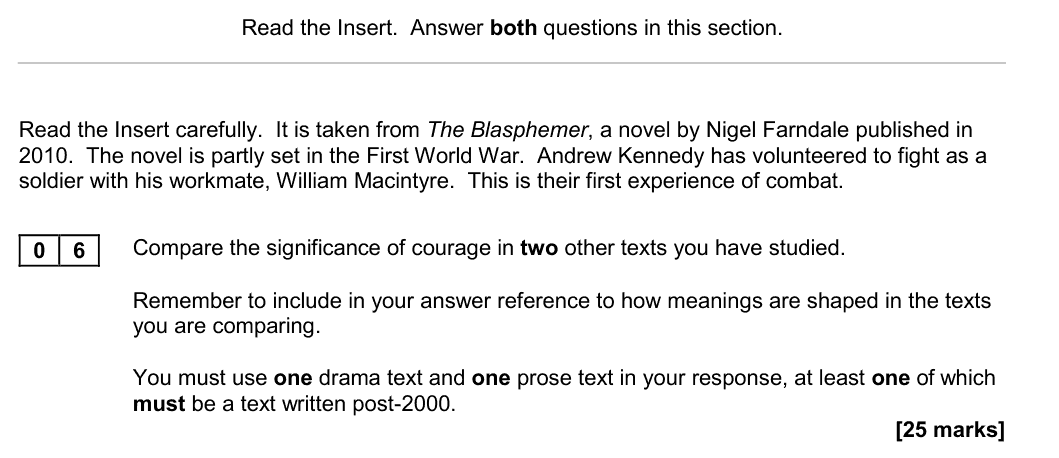 Read the Insert.  Answer both questions in this section.
Read the Insert carefully.  It is taken from The Blasphemer, a novel by Nigel Farndale published in
2010.  The novel is partly set in the First World War.  Andrew Kennedy has volunteered to fight as a
soldier with his workmate, William Macintyre.  This is their first experience of combat.
0 6 Compare the significance of courage in two other texts you have studied.
Remember to include in your answer reference to how meanings are shaped in the texts
you are comparing.
You must use one drama text and one prose text in your response, at least one of which
must be a text written post-2000.
[25 marks]